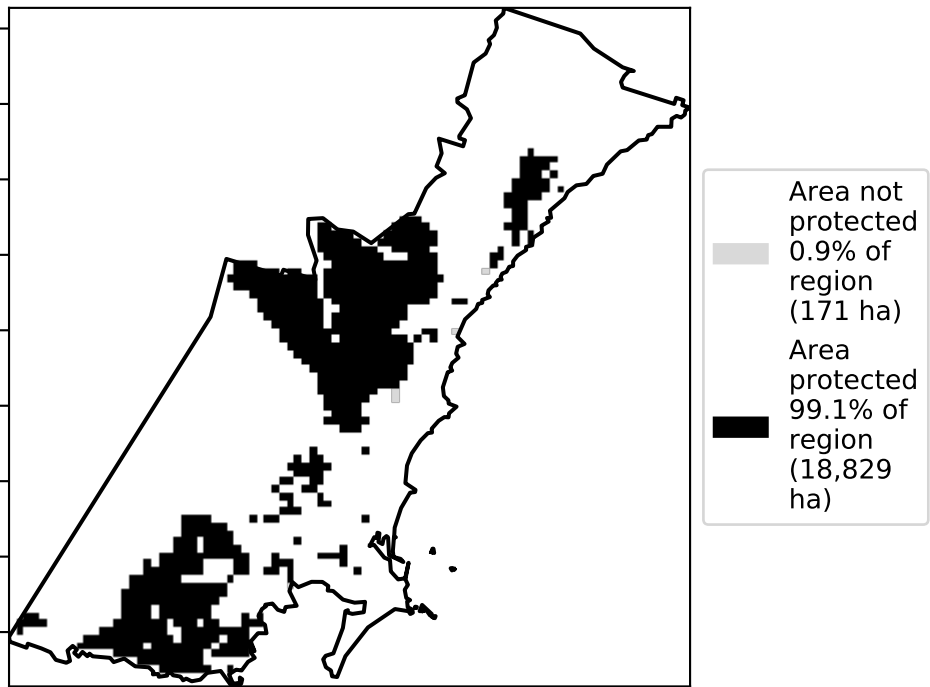 Area not
protected
0.9% of
region
(171 ha)
Area
protected
99.1% of
region
(18,829
ha)